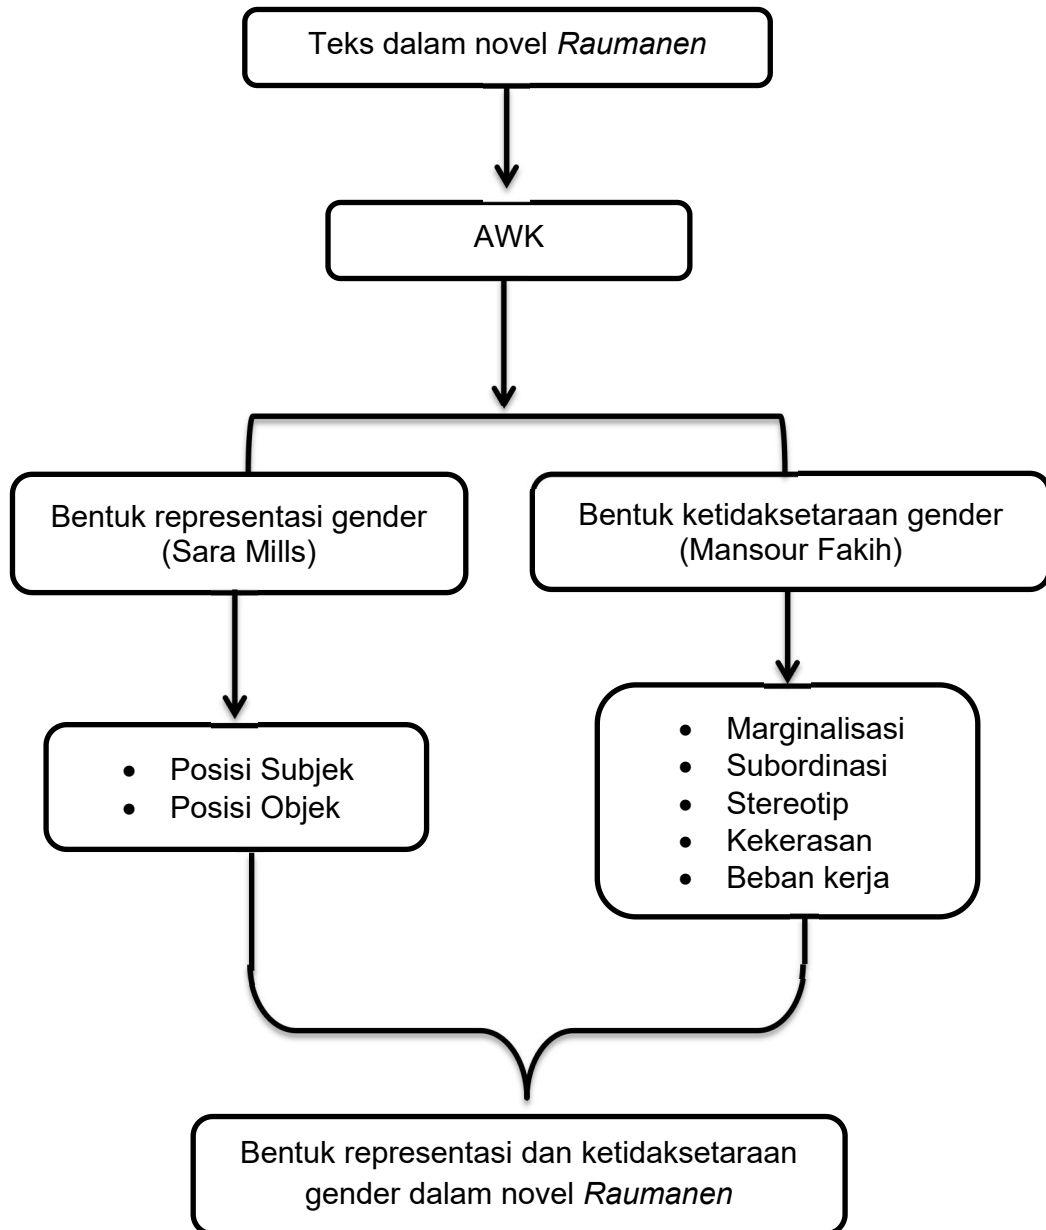 Teks dalam novel Raumanen
AWK
Bentuk representasi gender
(Sara Mills)
Bentuk ketidaksetaraan gender
(Mansour Fakih)
• Posisi Subjek
• Posisi Objek
• Marginalisasi
• Subordinasi
• Stereotip
• Kekerasan
• Beban kerja
Bentuk representasi dan ketidaksetaraan
gender dalam novel Raumanen